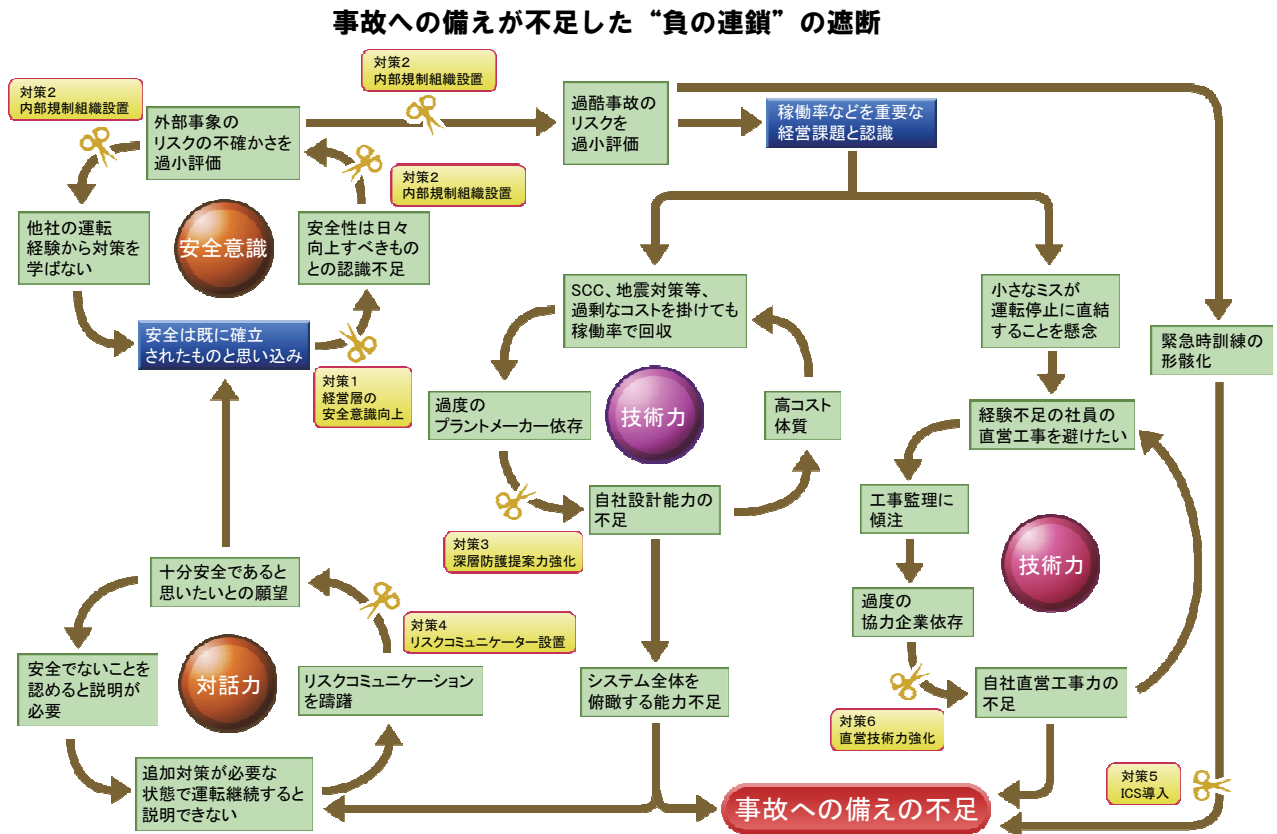 事故への備えが不足した“負の連鎖”の遮断
対策２
内部規制組織設置
対策２
内部規制組織設置
外部事象の
リスクの不確かさを
過小評価
過酷事故の
リスクを
過小評価
稼働率などを重要な
経営課題と認識
対策２
内部規制組織設置
他社の運転
経験から対策を
学ばない
安全意識
安全性は日々
向上すべきもの
との認識不足
安全は既に確立
されたものと思い込み
対策１
経営層の
安全意識向上
SCC、地震対策等、
過剰なコストを掛けても
稼働率で回収
小さなミスが
運転停止に直結
することを懸念
緊急時訓練の
形骸化
過度の
プラントメーカー依存
技術力
高コスト
体質
経験不足の社員の
直営工事を避けたい
自社設計能力の
不足
対策３
深層防護提案力強化
工事監理に
傾注
技術力
過度の
協力企業依存
十分安全であると
思いたいとの願望
対策４
リスクコミュニケーター設置
安全でないことを
認めると説明が
必要
対話力
リスクコミュニケーション
を躊躇
システム全体を
俯瞰する能力不足
自社直営工事力の
不足
対策６
直営技術力強化
追加対策が必要な
状態で運転継続すると
説明できない
事故への備えの不足
対策５
ICS導入